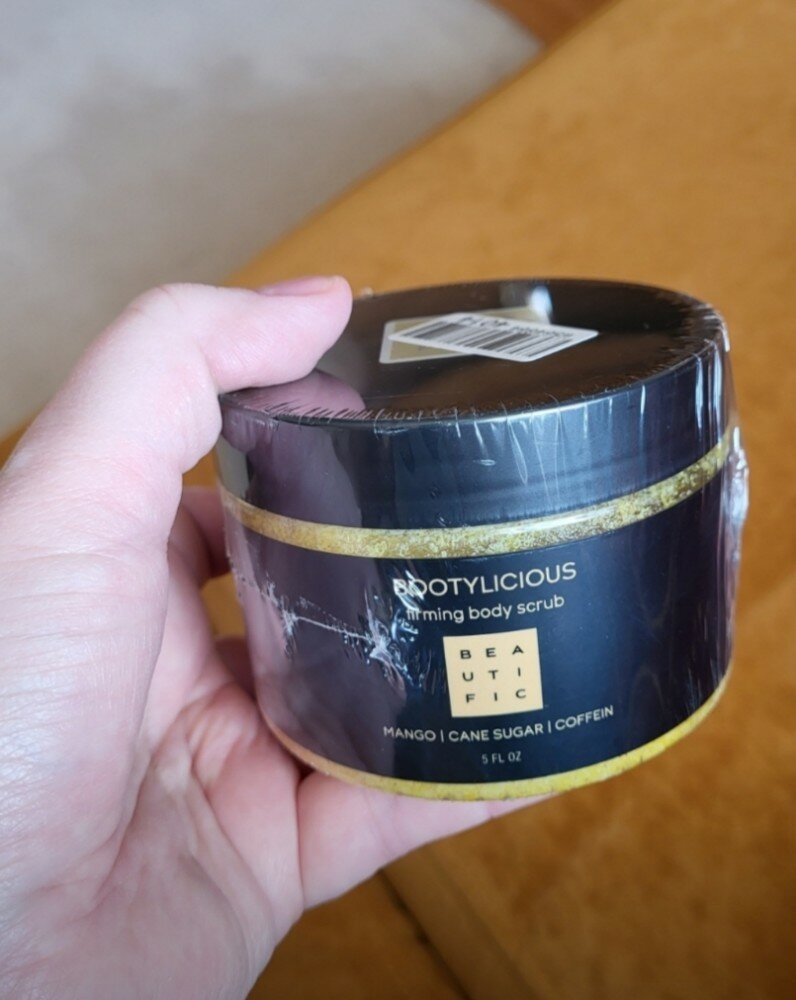 BOOTYLICIOUS
firming body scrub
BEA
UTI
FIC
MANGO | CANE SUGAR | COFFEIN
5 FL OZ